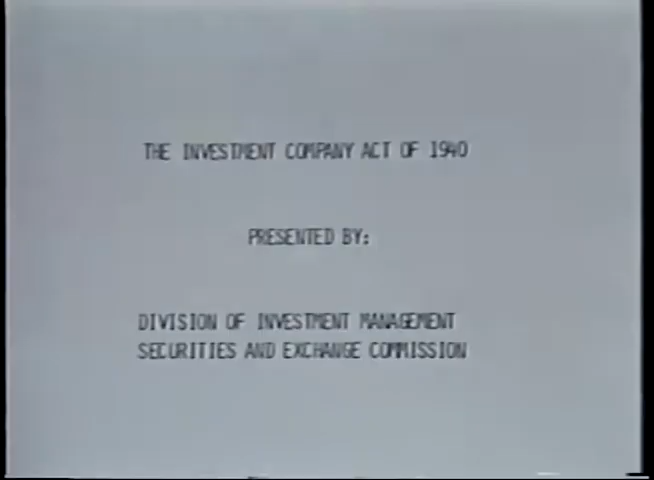 THE INVESTMENT COMPANY ACT OF 1940
PRESENTED BY:
DIVISION OF INVESTMENT MANAGEMENT
SECURITIES AND EXCHANGE COMMISSION